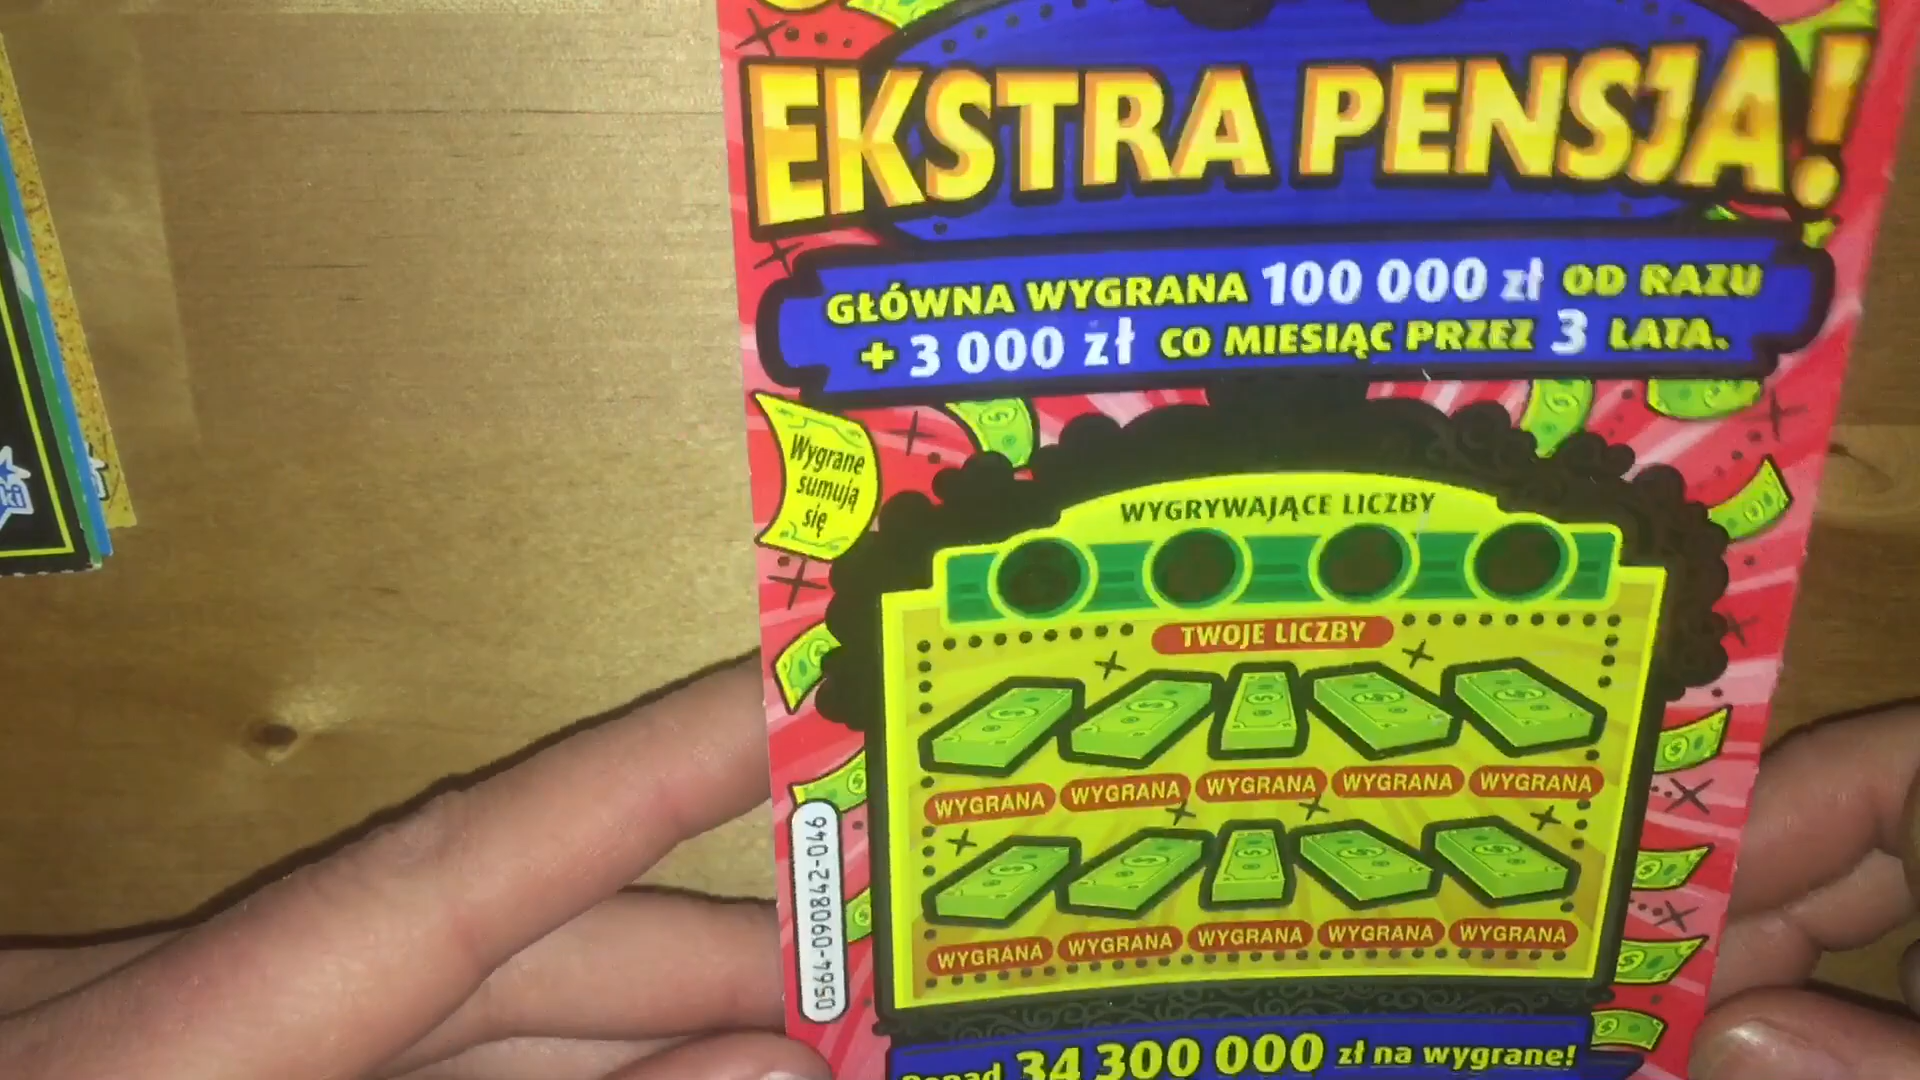 EKSTRA PENSJA!
GŁÓWNA WYGRANA 100 000 zł OD RAZU
+ 3 000 zł CO MIESIĄC PRZEZ 3 LATA.
Wygrane
sumują
się
WYGRYWAJĄCE LICZBY
TWOJE LICZBY
WYGRANA WYGRANA WYGRANA WYGRANA WYGRANA
WYGRANA WYGRANA WYGRANA WYGRANA WYGRANA
0564-090842-046
Ponad 34 300 000 zł na wygrane!